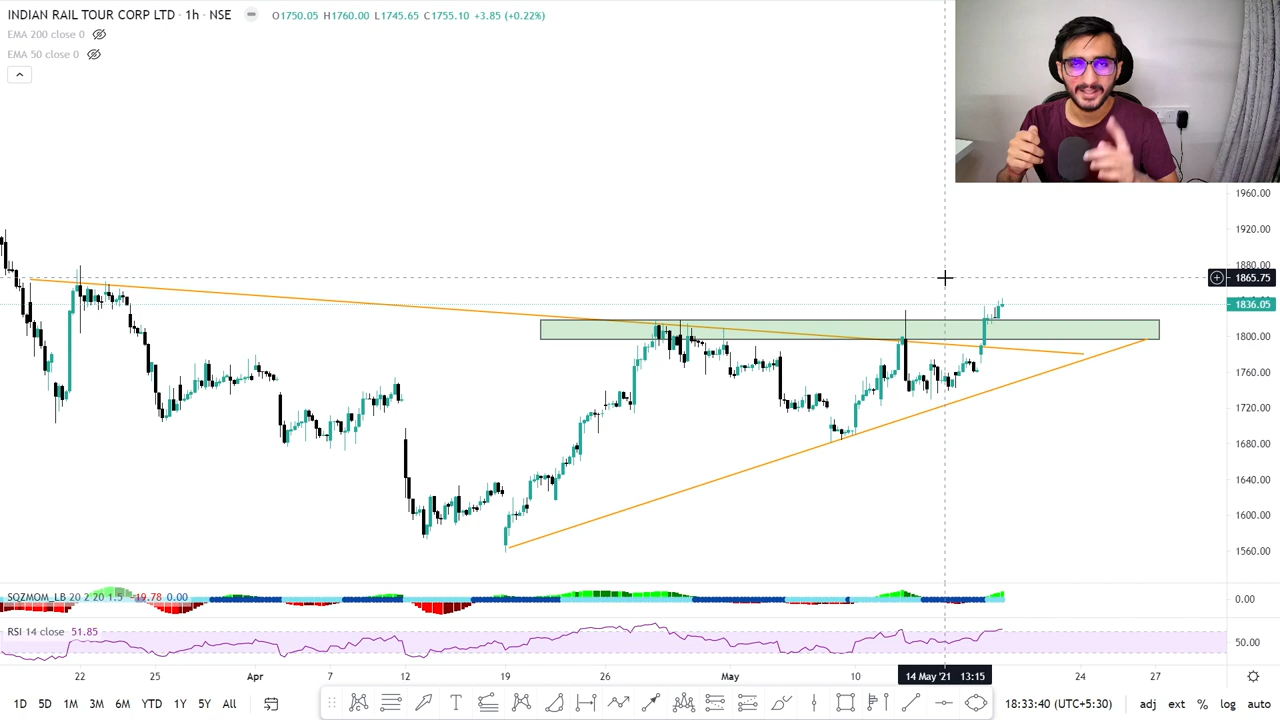 INDIAN RAIL TOUR CORP LTD · 1h · NSE O1750.05 H1760.00 L1745.65 C1755.10 +3.85 (+0.22%)
EMA 200 close 0
EMA 50 close 0
1960.00
1920.00
1880.00
1865.75
1836.05
1800.00
1760.00
1720.00
1680.00
1640.00
1600.00
1560.00
SQZMOM_LB 20 2 20 1.5 −19.78 0.00
0.00
RSI 14 close 51.85
50.00
22 25 Apr 7 12 19 26 May 10 14 May '21 13:15 24 27
1D 5D 1M 3M 6M YTD 1Y 5Y All T 18:33:40 (UTC+5:30) adj ext % log auto